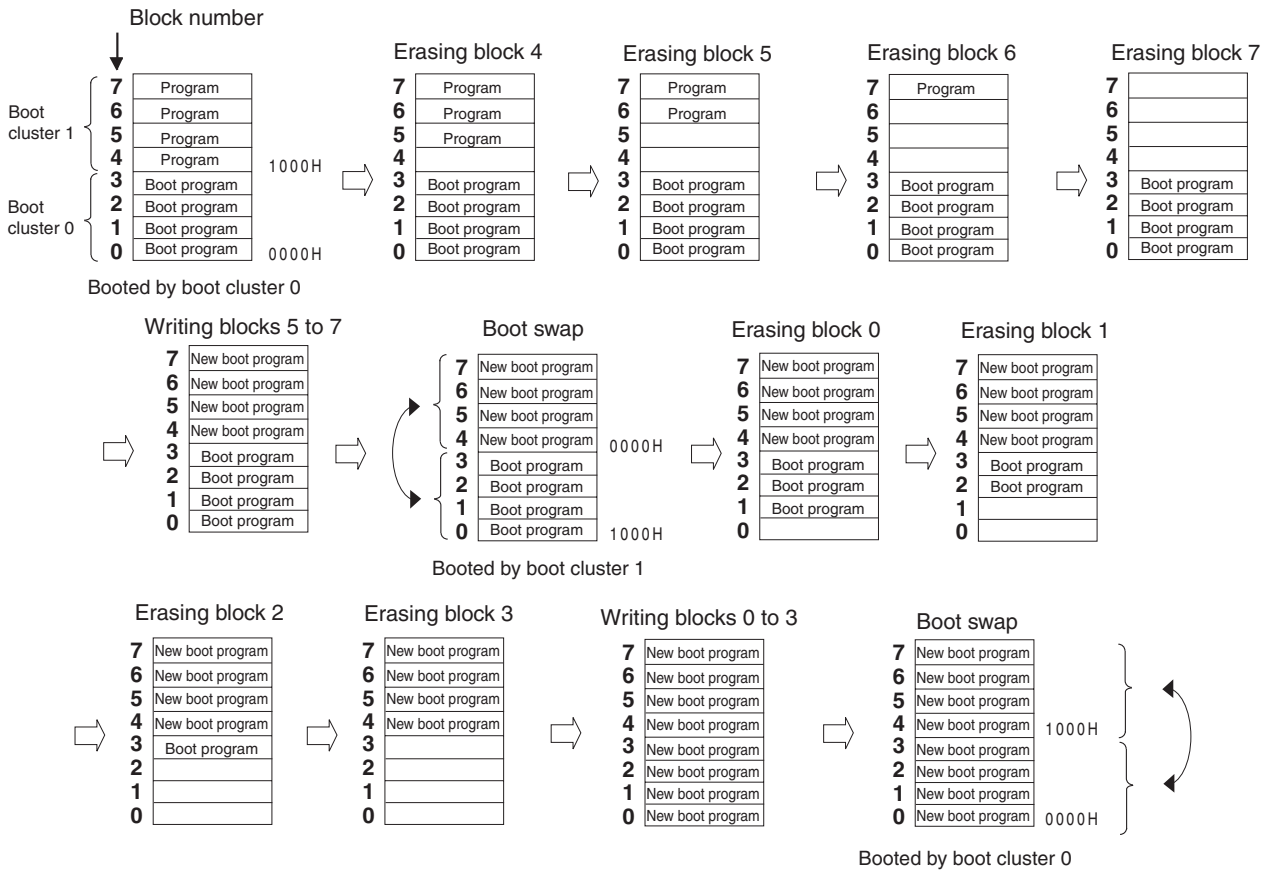 Block number
Erasing block 4
Erasing block 5
Erasing block 6
Erasing block 7
Boot
cluster 1
Boot
cluster 0
7 Program
6 Program
5 Program
4 Program
1000H
3 Boot program
2 Boot program
1 Boot program
0 Boot program
0000H
7 Program
6 Program
5 Program
4
3 Boot program
2 Boot program
1 Boot program
0 Boot program
7 Program
6 Program
5
4
3 Boot program
2 Boot program
1 Boot program
0 Boot program
7 Program
6
5
4
3 Boot program
2 Boot program
1 Boot program
0 Boot program
7
6
5
4
3 Boot program
2 Boot program
1 Boot program
0 Boot program
Booted by boot cluster 0
Writing blocks 5 to 7
7 New boot program
6 New boot program
5 New boot program
4 New boot program
3 Boot program
2 Boot program
1 Boot program
0 Boot program
Boot swap
7 New boot program
6 New boot program
5 New boot program
4 New boot program
0000H
3 Boot program
2 Boot program
1 Boot program
0 Boot program
1000H
Booted by boot cluster 1
Erasing block 0
7 New boot program
6 New boot program
5 New boot program
4 New boot program
3 Boot program
2 Boot program
1 Boot program
0
Erasing block 1
7 New boot program
6 New boot program
5 New boot program
4 New boot program
3 Boot program
2 Boot program
1
0
Erasing block 2
7 New boot program
6 New boot program
5 New boot program
4 New boot program
3 Boot program
2
1
0
Erasing block 3
7 New boot program
6 New boot program
5 New boot program
4 New boot program
3
2
1
0
Writing blocks 0 to 3
7 New boot program
6 New boot program
5 New boot program
4 New boot program
3 New boot program
2 New boot program
1 New boot program
0 New boot program
Boot swap
7 New boot program
6 New boot program
5 New boot program
4 New boot program
1000H
3 New boot program
2 New boot program
1 New boot program
0 New boot program
0000H
Booted by boot cluster 0